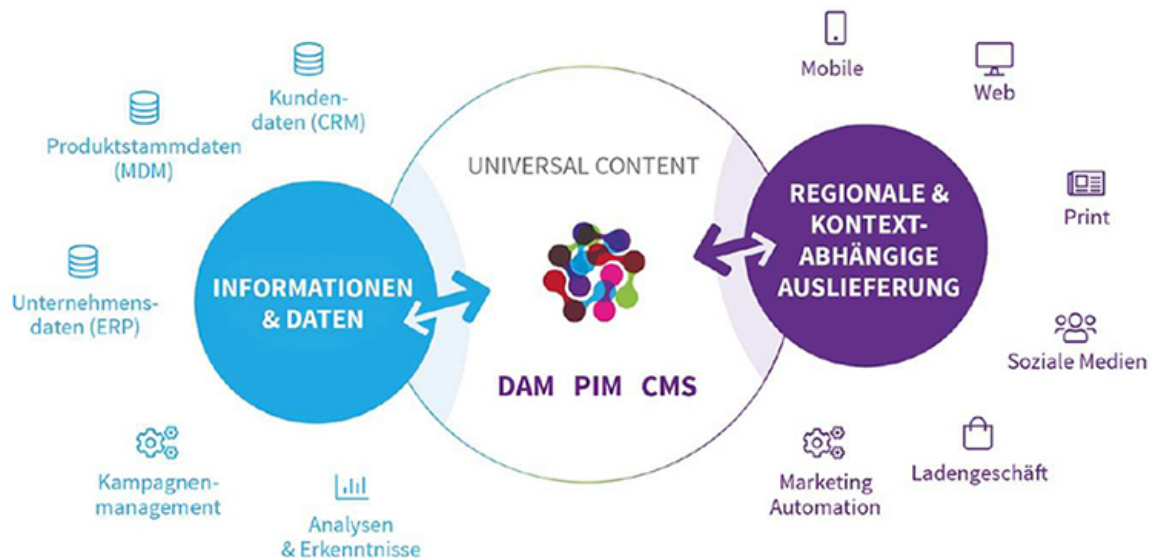 Kunden-
daten (CRM)
Produktstammdaten
(MDM)
Unternehmens-
daten (ERP)
Kampagnen-
management
Analysen
& Erkenntnisse
INFORMATIONEN
& DATEN
UNIVERSAL CONTENT
DAM PIM CMS
REGIONALE &
KONTEXT-
ABHÄNGIGE
AUSLIEFERUNG
Mobile
Web
Print
Soziale Medien
Ladengeschäft
Marketing
Automation